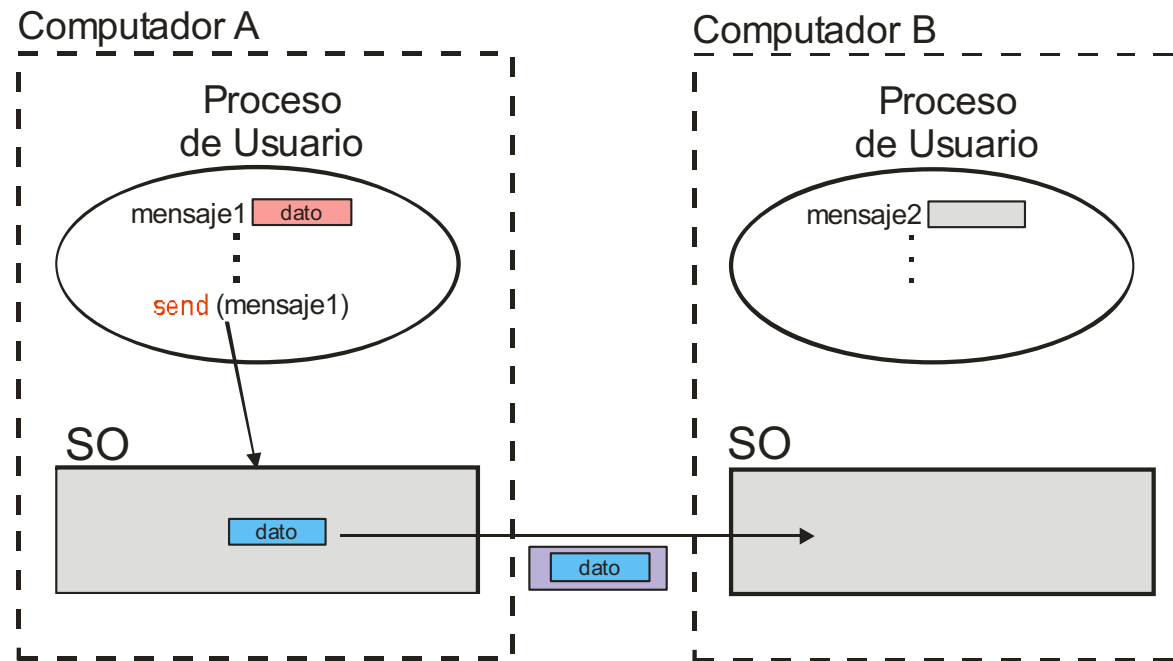 Computador A
Proceso
de Usuario
mensaje1 dato
send (mensaje1)
SO
dato
dato
Computador B
Proceso
de Usuario
mensaje2
SO